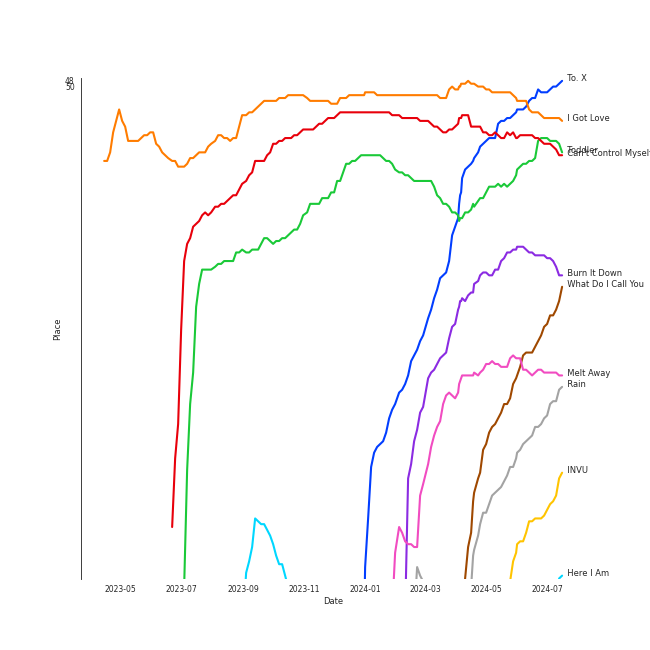 48
50
To. X
I Got Love
Toddler
Can't Control Myself
Burn It Down
What Do I Call You
Melt Away
Rain
INVU
Here I Am
Place
2023-05
2023-07
2023-09
2023-11
2024-01
2024-03
2024-05
2024-07
Date